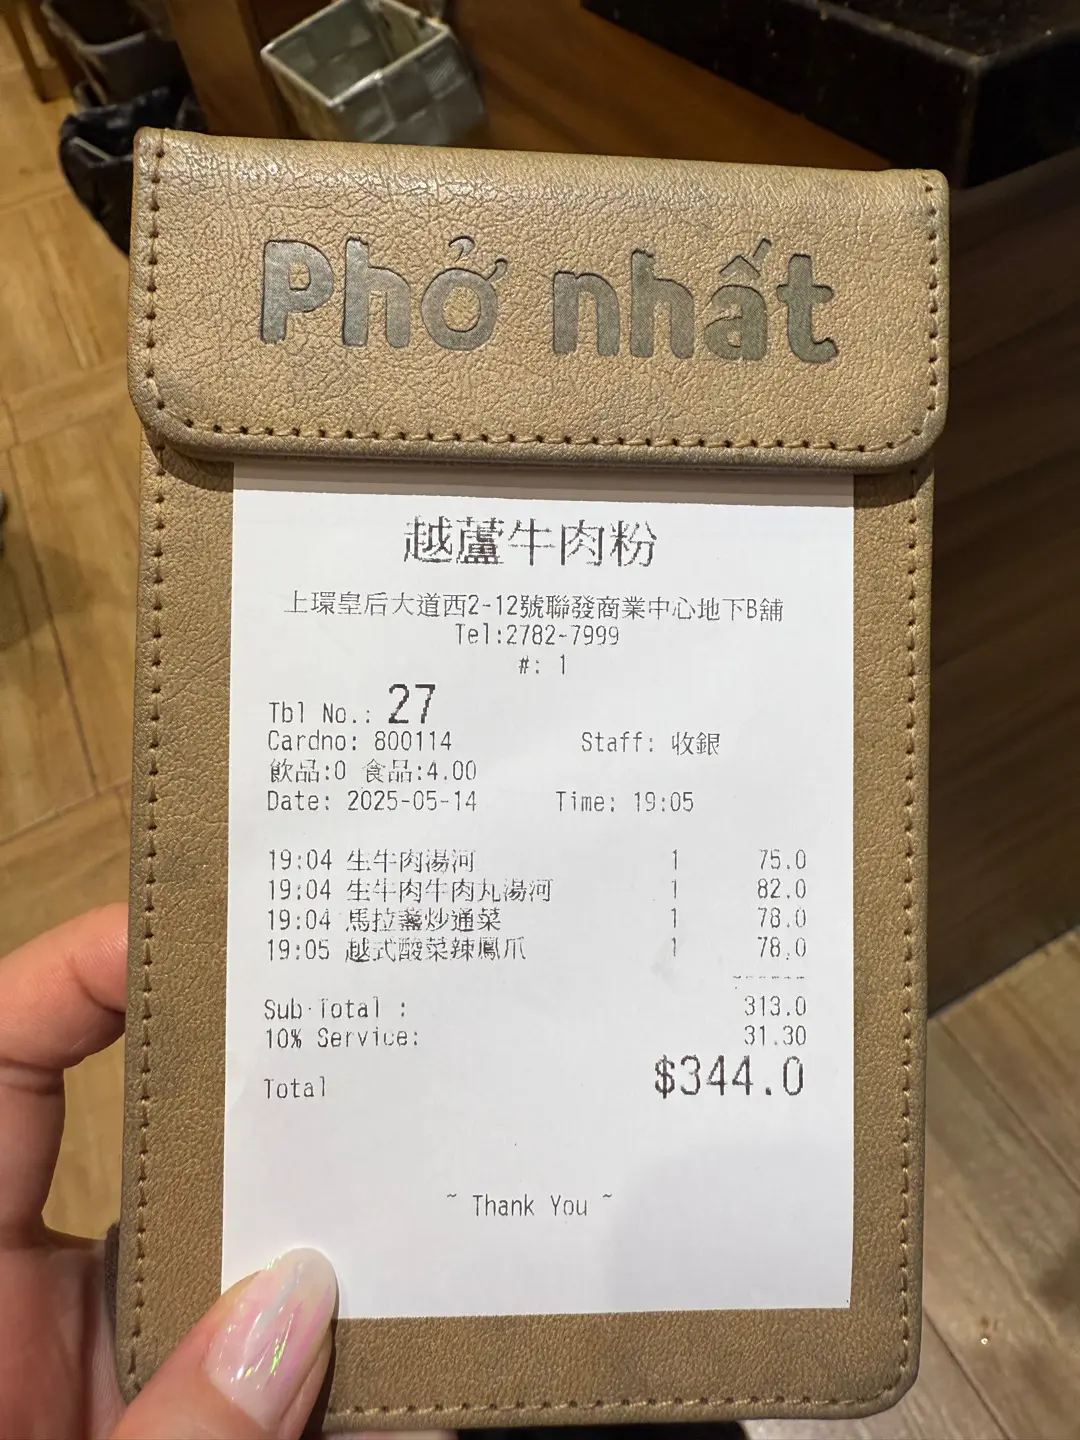 Phở nhất
越蘆牛肉粉
上環皇后大道西2-12號聯發商業中心地下B舖
Tel:2782-7999
#: 1
Tbl No.: 27
Cardno: 800114 Staff: 收銀
飲品:0 食品:4.00
Date: 2025-05-14 Time: 19:05
19:04 生牛肉湯河 1 75.0
19:04 生牛肉牛肉丸湯河 1 82.0
19:04 馬拉盞炒通菜 1 78.0
19:05 越式酸菜辣鳳爪 1 78.0
Sub-Total : 313.0
10% Service: 31.30
Total $344.0
~ Thank You ~